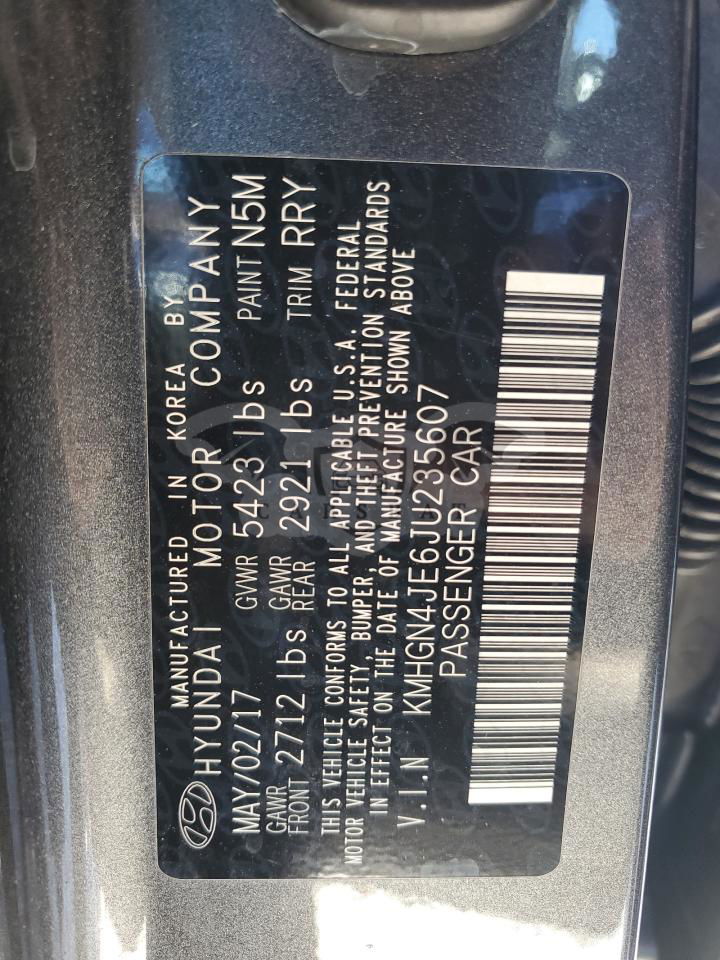 MANUFACTURED IN KOREA BY
HYUNDAI MOTOR COMPANY
MAY/02/17 GVWR 5423 lbs PAINT N5M
GAWR FRONT 2712 lbs GAWR REAR 2921 lbs TRIM RRY
THIS VEHICLE CONFORMS TO ALL APPLICABLE U.S.A. FEDERAL
MOTOR VEHICLE SAFETY, BUMPER, AND THEFT PREVENTION STANDARDS
IN EFFECT ON THE DATE OF MANUFACTURE SHOWN ABOVE
V.I.N KMHGN4JE6JU235607
PASSENGER CAR